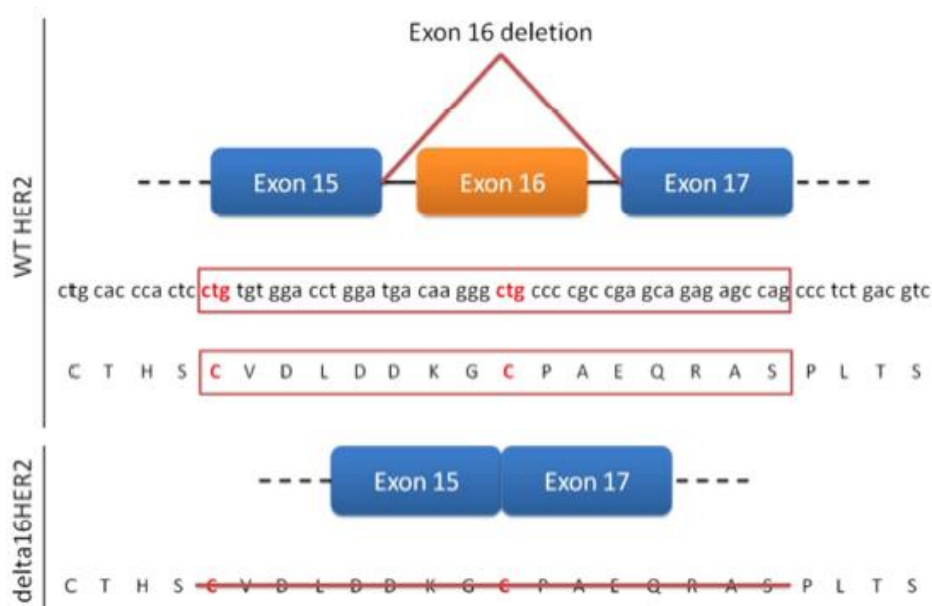 Exon 16 deletion
WT HER2
Exon 15 Exon 16 Exon 17
ctg cac cca ctc ctg tgt gga cct gga tga caa ggg ctg ccc cgc cga gca gag agc cag ccc tct gac gtc
C T H S C V D L D D K G C P A E Q R A S P L T S
delta16HER2
Exon 15 Exon 17
C T H S C V D L D D K G C P A E Q R A S P L T S